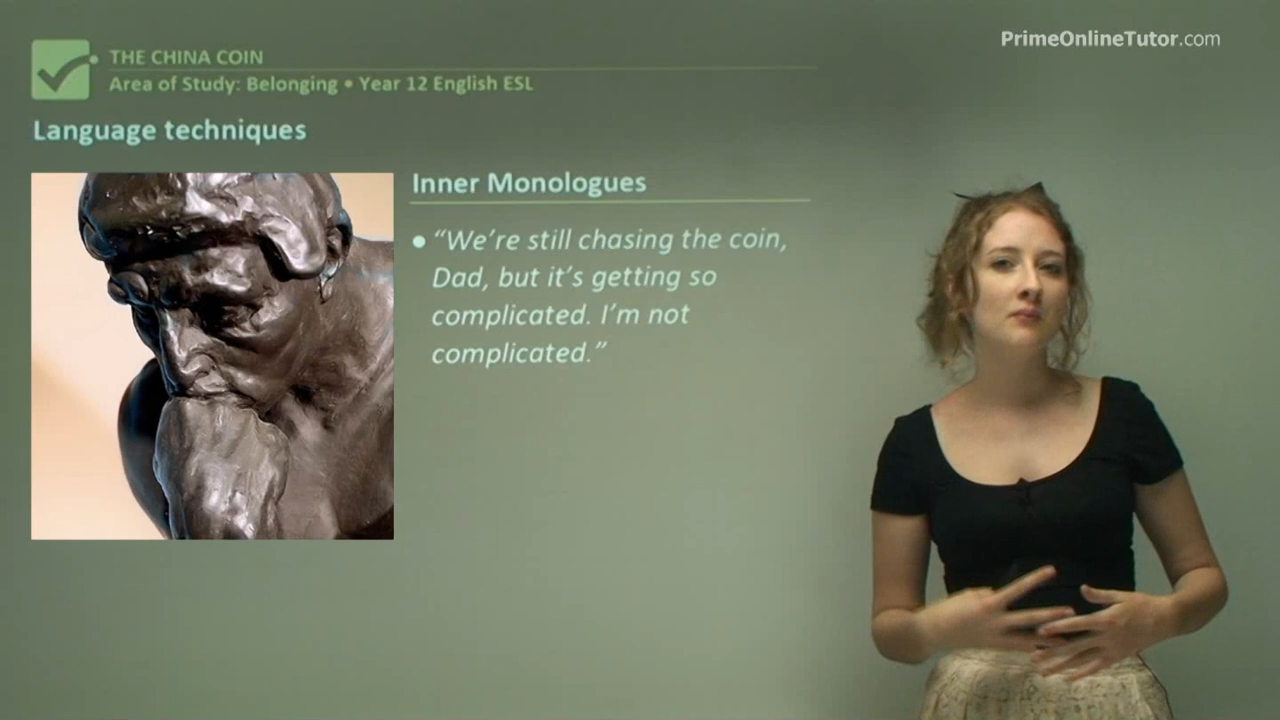 PrimeOnlineTutor.com
THE CHINA COIN
Area of Study: Belonging • Year 12 English ESL
Language techniques
Inner Monologues
• “We’re still chasing the coin,
Dad, but it’s getting so
complicated. I’m not
complicated.”